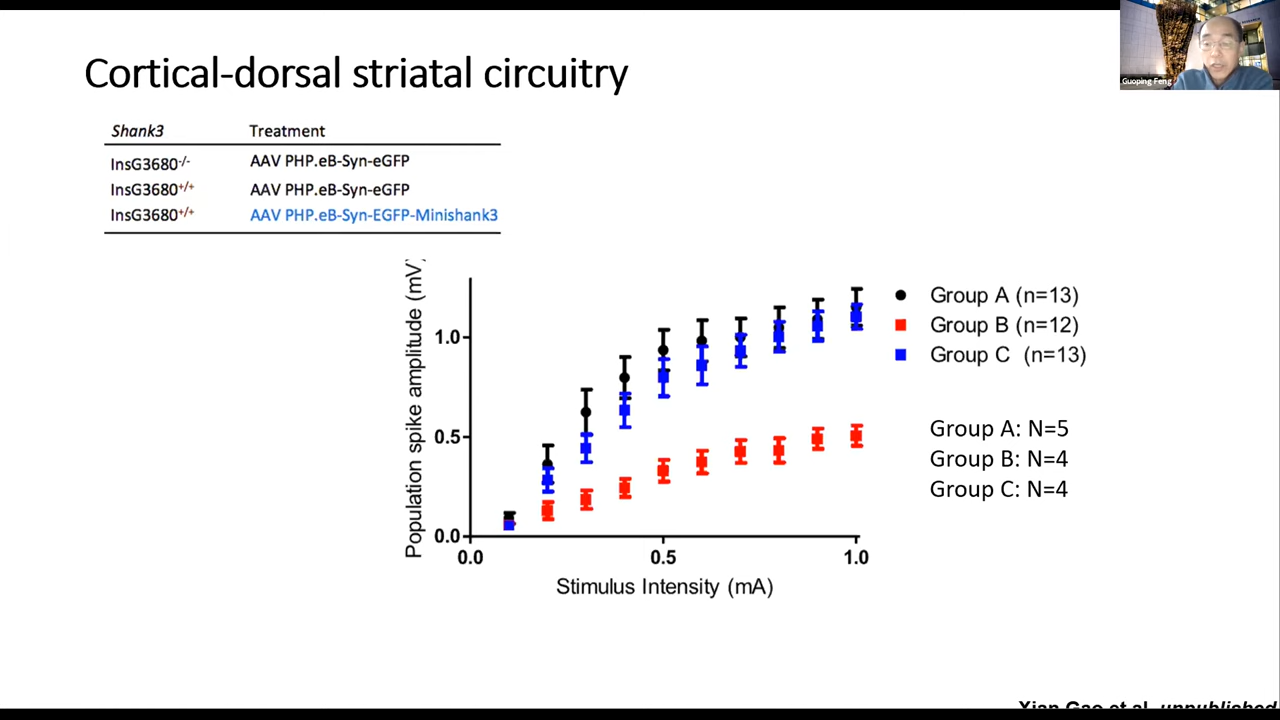 Cortical-dorsal striatal circuitry
Guoping Feng
Shank3 Treatment
InsG3680-/- AAV PHP.eB-Syn-eGFP
InsG3680+/+ AAV PHP.eB-Syn-eGFP
InsG3680+/+ AAV PHP.eB-Syn-EGFP-Minishank3
Population spike amplitude (mV)
1.0
0.5
0.0
0.0 0.5 1.0
Stimulus Intensity (mA)
Group A (n=13)
Group B (n=12)
Group C (n=13)
Group A: N=5
Group B: N=4
Group C: N=4
Xian Gao et al. unpublished